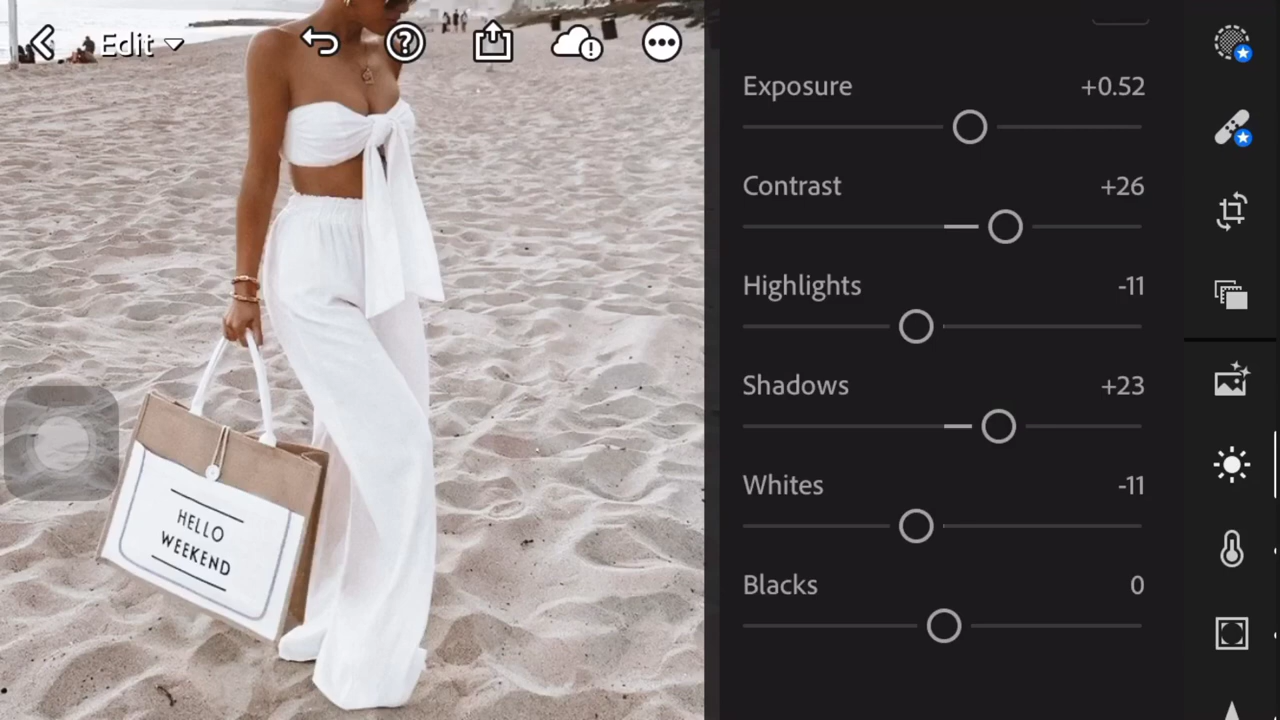 Edit
Exposure +0.52
Contrast +26
Highlights -11
Shadows +23
Whites -11
Blacks 0
HELLO
WEEKEND